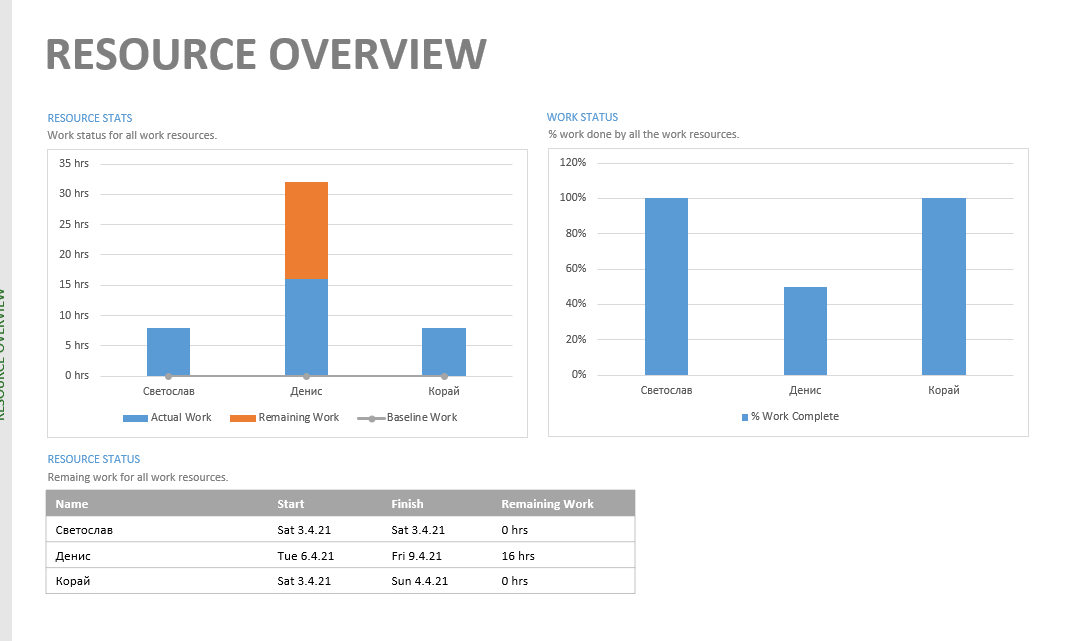 RESOURCE OVERVIEW
RESOURCE STATS
Work status for all work resources.
35 hrs
30 hrs
25 hrs
20 hrs
15 hrs
10 hrs
5 hrs
0 hrs
Светослав Денис Корай
Actual Work Remaining Work Baseline Work
WORK STATUS
% work done by all the work resources.
120%
100%
80%
60%
40%
20%
0%
Светослав Денис Корай
% Work Complete
RESOURCE STATUS
Remaing work for all work resources.
Name Start Finish Remaining Work
Светослав Sat 3.4.21 Sat 3.4.21 0 hrs
Денис Tue 6.4.21 Fri 9.4.21 16 hrs
Корай Sat 3.4.21 Sun 4.4.21 0 hrs
RESOURCE OVERVIEW